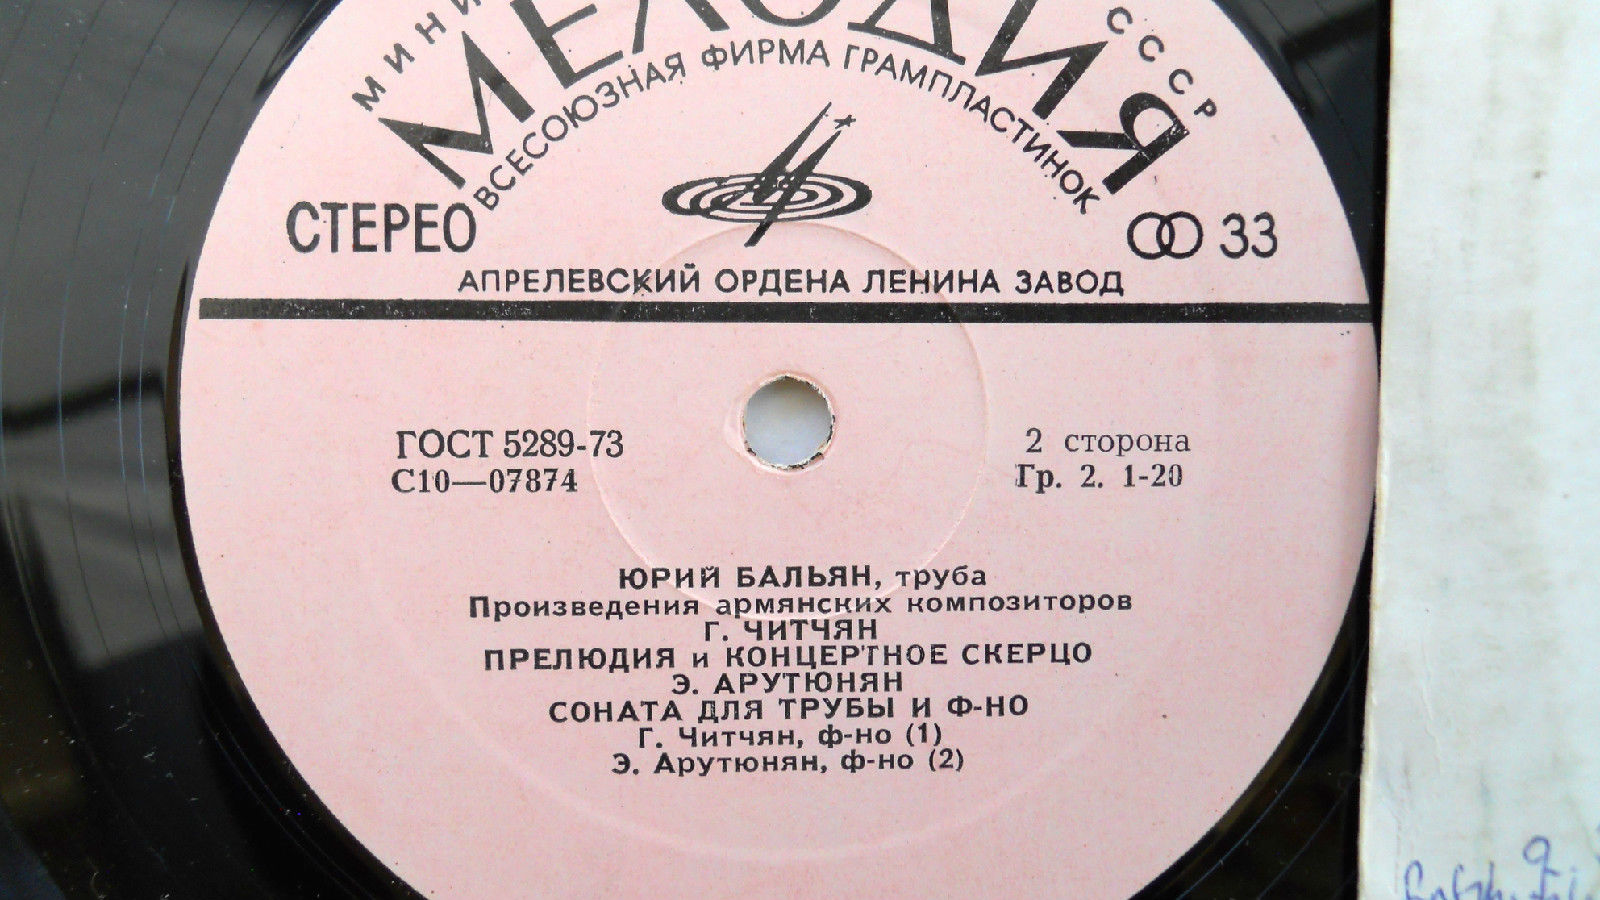 МЕЛОДИЯ
СССР
ВСЕСОЮЗНАЯ ФИРМА ГРАМПЛАСТИНОК
СТЕРЕО
33
АПРЕЛЕВСКИЙ ОРДЕНА ЛЕНИНА ЗАВОД
ГОСТ 5289-73
2 сторона
С10—07874
Гр. 2. 1-20
ЮРИЙ БАЛЬЯН, труба
Произведения армянских композиторов
Г. ЧИТЧЯН
ПРЕЛЮДИЯ и КОНЦЕРТНОЕ СКЕРЦО
Э. АРУТЮНЯН
СОНАТА ДЛЯ ТРУБЫ И Ф-НО
Г. Читчян, ф-но (1)
Э. Арутюнян, ф-но (2)